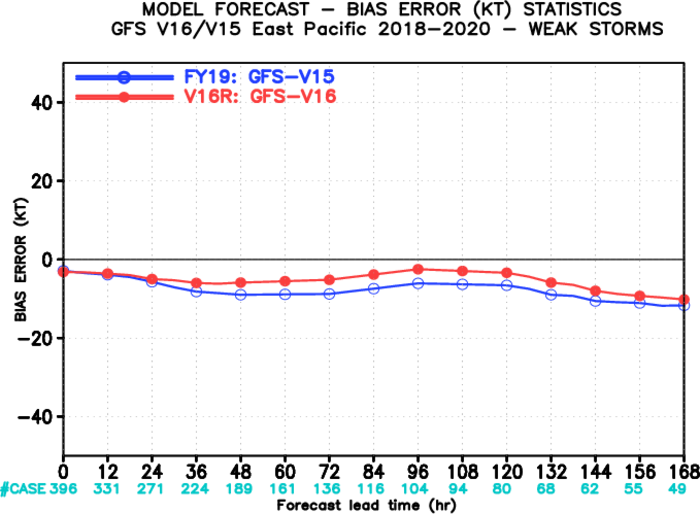 MODEL FORECAST − BIAS ERROR (KT) STATISTICS
GFS V16/V15 East Pacific 2018−2020 − WEAK STORMS
FY19: GFS−V15
V16R: GFS−V16
BIAS ERROR (KT)
40
20
0
−20
−40
0 12 24 36 48 60 72 84 96 108 120 132 144 156 168
#CASE 396 331 271 224 189 161 136 116 104 94 80 68 62 55 49
Forecast lead time (hr)